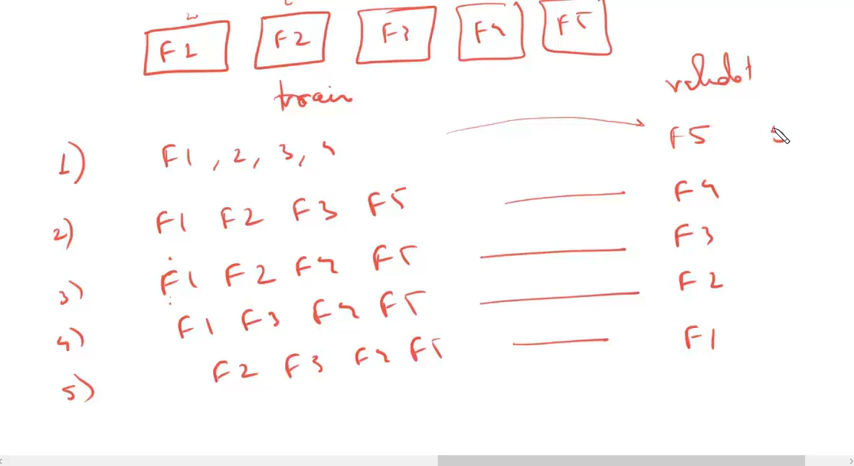 F1 F2 F3 F4 F5
train
validat
1) F1, 2, 3, 4 F5
2) F1 F2 F3 F5 F4
3) F1 F2 F4 F5 F3
4) F1 F3 F4 F5 F2
5) F2 F3 F4 F5 F1